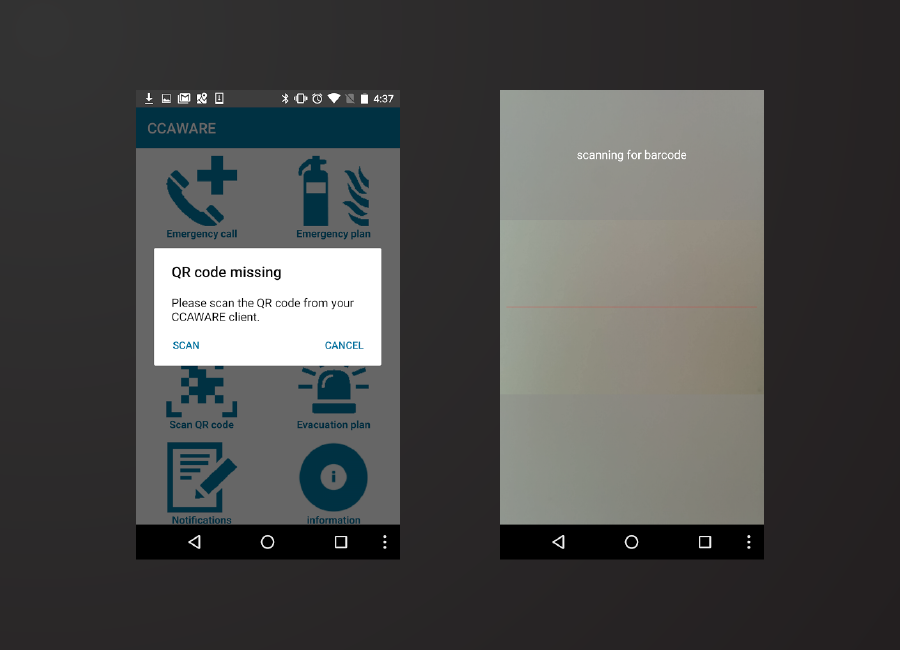 4:37
CCAWARE
Emergency call
Emergency plan
QR code missing
Please scan the QR code from your
CCAWARE client.
SCAN
CANCEL
Scan QR code
Evacuation plan
Notifications
information
scanning for barcode